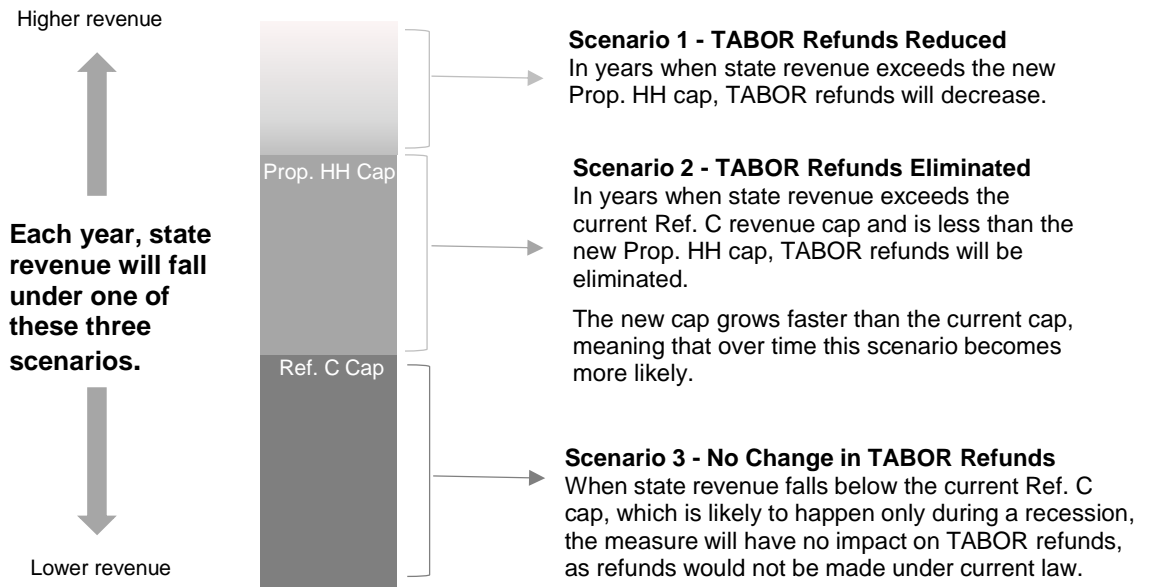 Higher revenue
Each year, state
revenue will fall
under one of
these three
scenarios.
Lower revenue
Prop. HH Cap
Ref. C Cap
Scenario 1 - TABOR Refunds Reduced
In years when state revenue exceeds the new
Prop. HH cap, TABOR refunds will decrease.
Scenario 2 - TABOR Refunds Eliminated
In years when state revenue exceeds the
current Ref. C revenue cap and is less than the
new Prop. HH cap, TABOR refunds will be
eliminated.
The new cap grows faster than the current cap,
meaning that over time this scenario becomes
more likely.
Scenario 3 - No Change in TABOR Refunds
When state revenue falls below the current Ref. C
cap, which is likely to happen only during a recession,
the measure will have no impact on TABOR refunds,
as refunds would not be made under current law.